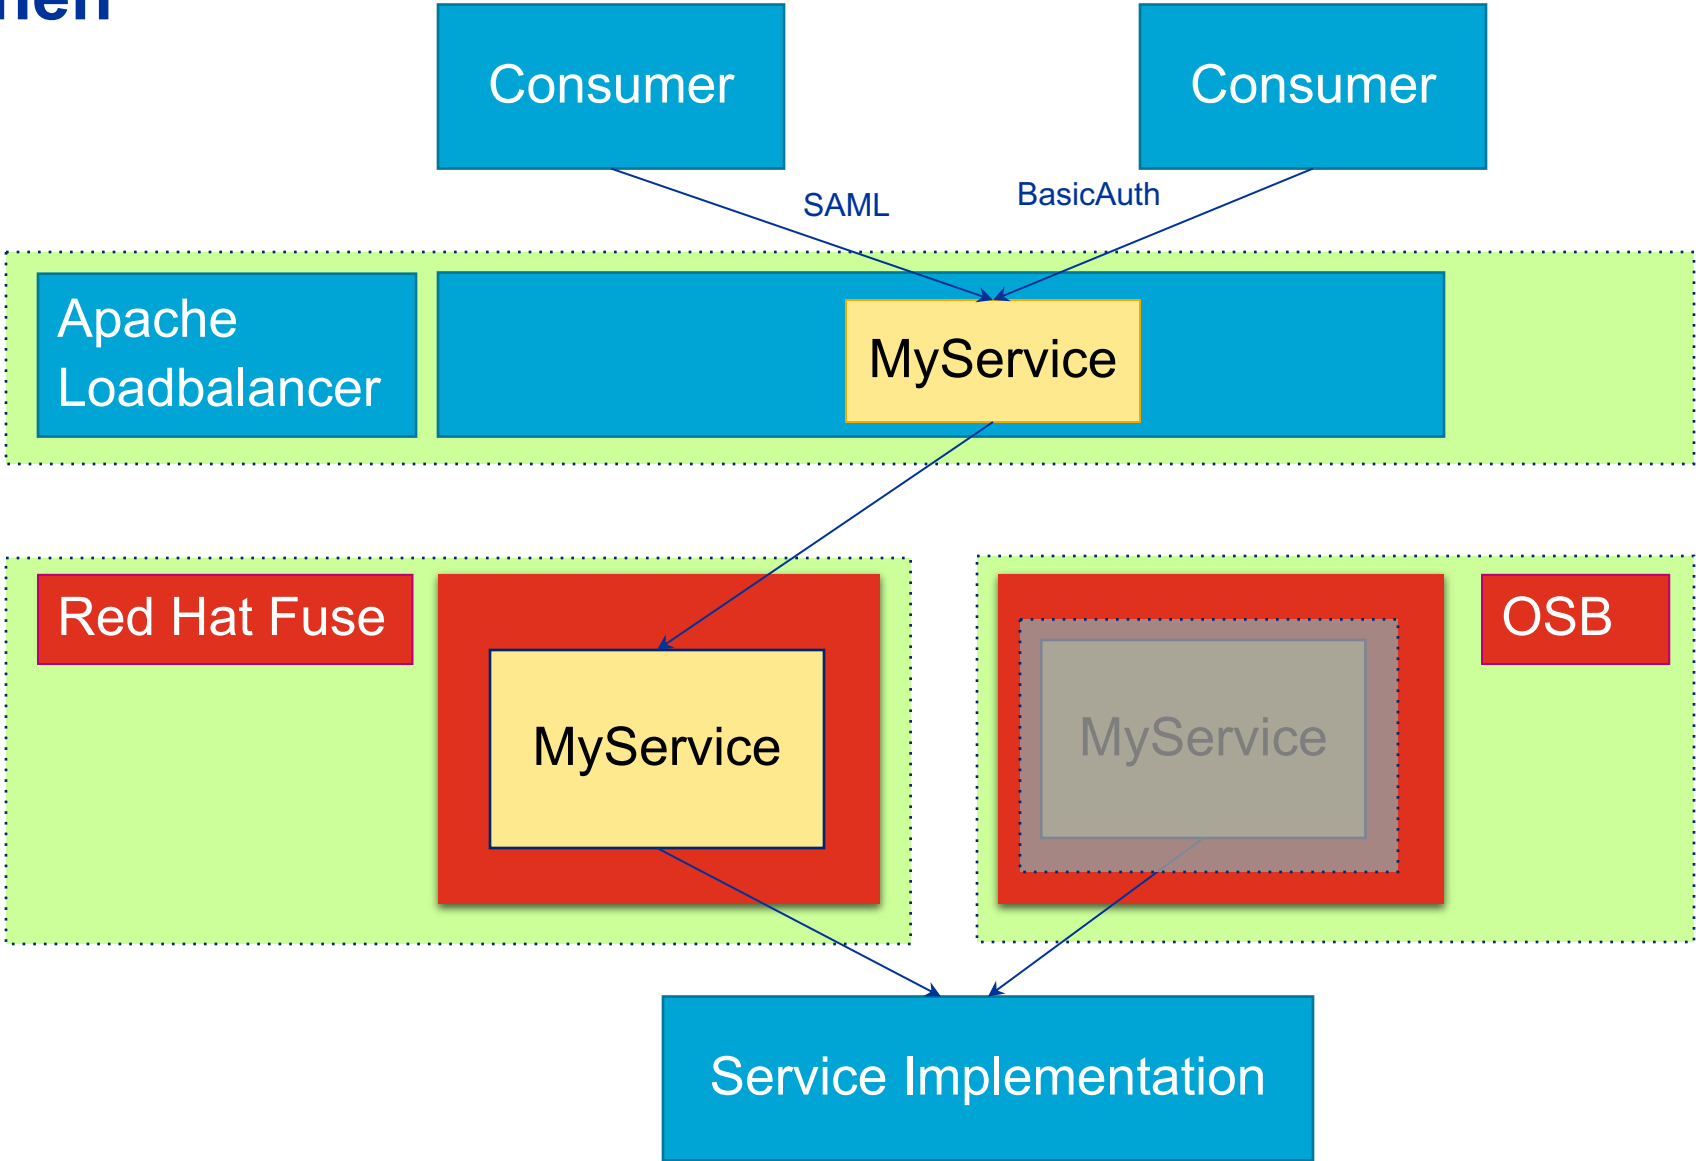 Consumer
Consumer
SAML
BasicAuth
Apache
Loadbalancer
MyService
Red Hat Fuse
OSB
MyService
MyService
Service Implementation